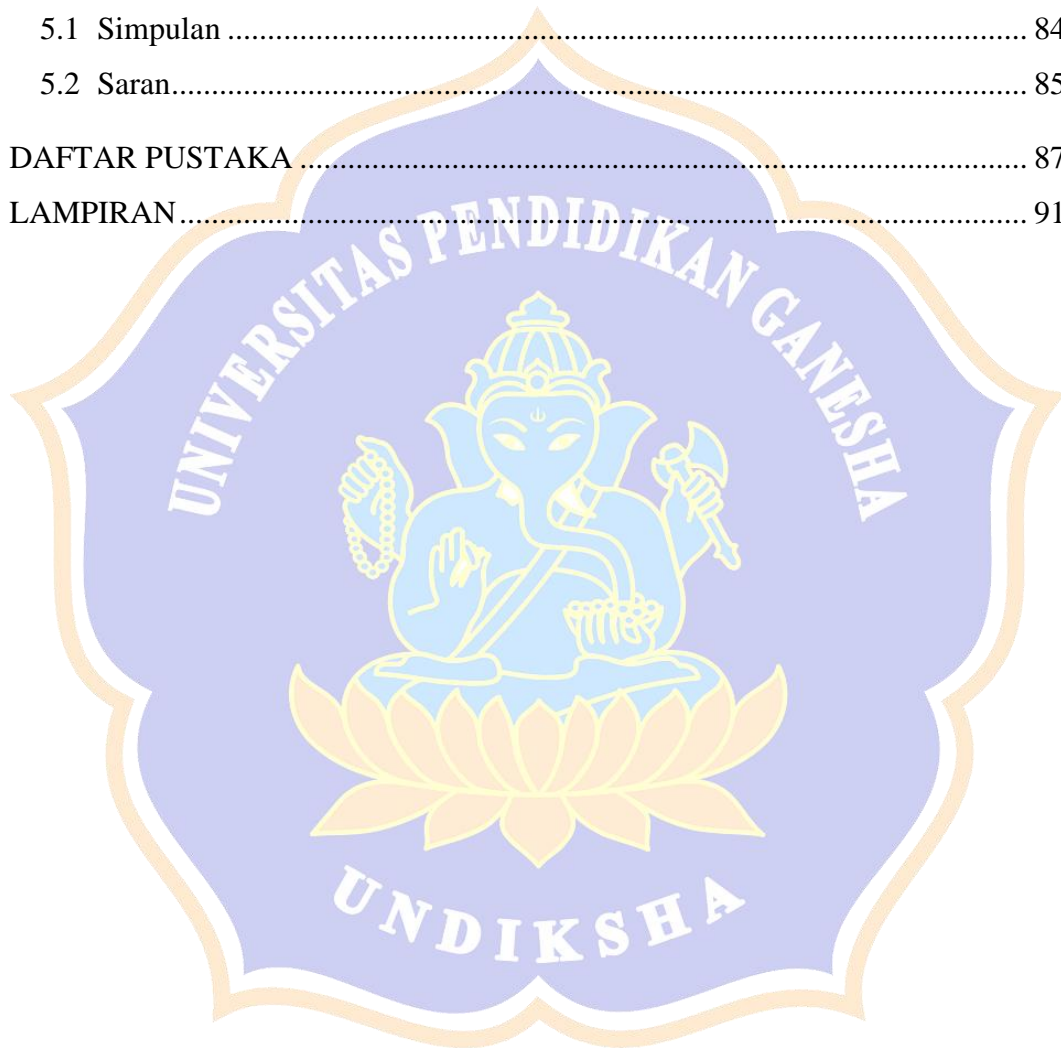 5.1 Simpulan ........................................................................................................ 84
5.2 Saran............................................................................................................... 85
DAFTAR PUSTAKA ........................................................................................... 87
LAMPIRAN.......................................................................................................... 91
UNIVERSITAS PENDIDIKAN GANESHA
UNDIKSHA